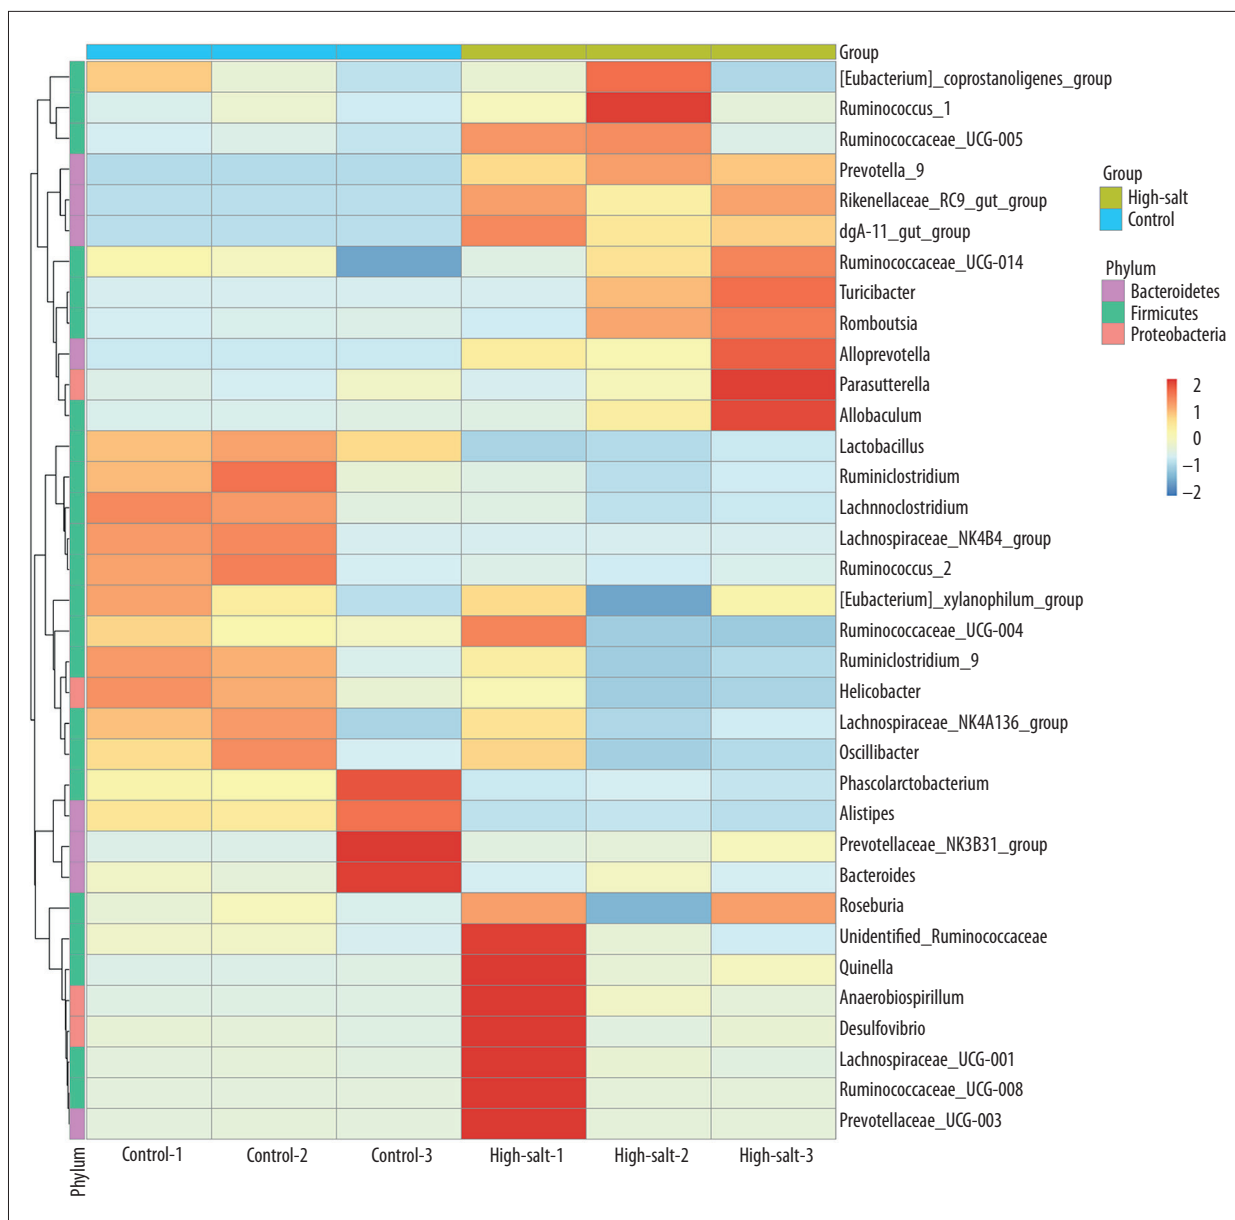 Group
[Eubacterium]_coprostanoligenes_group
Ruminococcus_1
Ruminococcaceae_UCG-005
Prevotella_9
Rikenellaceae_RC9_gut_group
dgA-11_gut_group
Ruminococcaceae_UCG-014
Turicibacter
Romboutsia
Alloprevotella
Parasutterella
Allobaculum
Lactobacillus
Ruminiclostridium
Lachnnoclostridium
Lachnospiraceae_NK4B4_group
Ruminococcus_2
[Eubacterium]_xylanophilum_group
Ruminococcaceae_UCG-004
Ruminiclostridium_9
Helicobacter
Lachnospiraceae_NK4A136_group
Oscillibacter
Phascolarctobacterium
Alistipes
Prevotellaceae_NK3B31_group
Bacteroides
Roseburia
Unidentified_Ruminococcaceae
Quinella
Anaerobiospirillum
Desulfovibrio
Lachnospiraceae_UCG-001
Ruminococcaceae_UCG-008
Prevotellaceae_UCG-003
Phylum
Control-1
Control-2
Control-3
High-salt-1
High-salt-2
High-salt-3
Group
High-salt
Control
Phylum
Bacteroidetes
Firmicutes
Proteobacteria
2
1
0
−1
−2